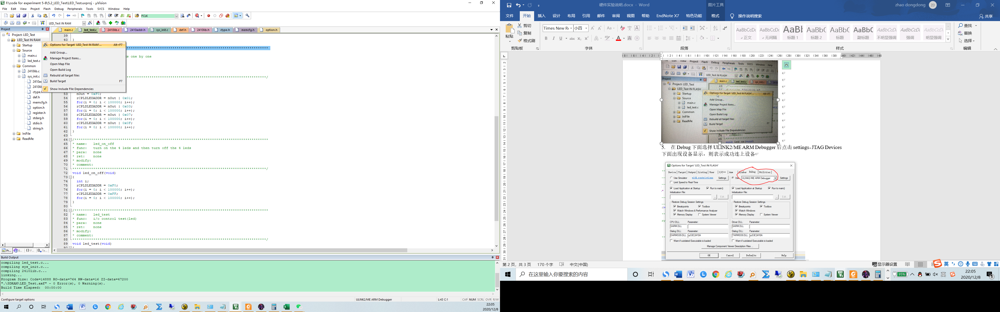 F:\code for experiment 5-8\5.2_LED_Test\LED_Test.uvproj - µVision
File Edit View Project Flash Debug Peripherals Tools SVCS Window Help
FCLK
LED_Test IN RAM
Project
main.c led_test.c 2410lib.c 2410addr.h sys_init.c def.h 2410lib.h ctype.h memcfg.h option.h
Project: LED_Test
LED_Test IN RAM
Startup
Source
main.c
led_test.c
Common
2410lib.c
sys_init.c
def.h
memcfg.h
option.h
register.h
stdarg.h
stdio.h
string.h
IniFile
ReadMe
Options for Target 'LED_Test IN RAM'... Alt+F7
Add Group...
Manage Project Items...
Open Map File
Open Build Log
Rebuild all target files
Build Target F7
Show Include File Dependencies
39
40 }
s one by one
53 nOut = 0xF0;
54 rCPLDLEDADDR = nOut | 0x01;
55 for(i = 0; i < 100000; i++);
56 rCPLDLEDADDR = nOut | 0x03;
57 for(i = 0; i < 100000; i++);
58 rCPLDLEDADDR = nOut | 0x07;
59 for(i = 0; i < 100000; i++);
60 rCPLDLEDADDR = nOut | 0x0F;
61 for(i = 0; i < 100000; i++);
62 }
63
64 /*********************************************************************************************
65 * name: led_on_off
66 * func: turn on the 4 leds and then turn off the 4 leds
67 * para: none
68 * ret: none
69 * modify:
70 * comment:
71 *********************************************************************************************/
72 void led_on_off(void)
73 {
74 int i;
75 rCPLDLEDADDR = 0xF0;
76 for(i = 0; i < 100000; i++);
77 rCPLDLEDADDR = 0xFF;
78 for(i = 0; i < 100000; i++);
79 }
80
81 /*********************************************************************************************
82 * name: led_test
83 * func: i/o control test(led)
84 * para: none
85 * ret: none
86 * modify:
87 * comment:
88 *********************************************************************************************/
89 void led_test(void)
90 {
Build Output
compiling led_test.c...
compiling sys_init.c...
compiling 2410lib.c...
linking...
Program Size: Code=14888 RO-data=764 RW-data=16 ZI-data=47200
".\SDRAM\LED_Test.axf" - 0 Error(s), 0 Warning(s).
Build Time Elapsed: 00:00:00
Configure target options ULINK2/ME ARM Debugger L:43 C:1 CAP NUM SCRL OVR R/W
22:05
2020/12/8
硬件实验说明.docx - Word 图片工具 zhao dongdong ZD
文件 开始 插入 设计 布局 引用 邮件 审阅 视图 帮助 EndNote X7 特色功能 格式 操作说明搜索 共享
粘贴 剪切 复制 格式刷 剪贴板
Times New Ro 小四 字体
段落
AaBbCcDc 正文 AaBbCcDc 无间隔 标题 1 标题 2 标题 副标题 不明显强调 强调 明显强调
样式
查找 替换 选择 编辑
View Project Flash Debug Peripherals Tools SVCS Window Help
LED_Test IN FLASH
Project
main.c led_test.c
Project: LED_Test
LED_Test IN FLASH
Startup
Source
main.c
led_test.c
Common
IniFile
ReadMe
Options for Target 'LED_Test IN FLASH'... Alt+F7
Add Group...
Manage Project Items...
Open Map File
Open Build Log
Rebuild all target files
Build Target F7
Show Include File Dependencies
void led_on(void)
5. 在 Debug 下面选择 ULINK2/ME ARM Debugger 后点击 settings，JTAG Devices
下面出现设备显示，则表示成功连上设备
Options for Target 'LED_Test IN FLASH'
Device Target Output Listing User C/C++ Asm Linker Debug Utilities
Use Simulator with restrictions Settings Use: ULINK2/ME ARM Debugger Settings
Limit Speed to Real-Time
Load Application at Startup Run to main() Load Application at Startup Run to main()
Initialization File: Initialization File:
... Edit... ... Edit...
Restore Debug Session Settings Restore Debug Session Settings
Breakpoints Toolbox Breakpoints Toolbox
Watch Windows & Performance Analyzer Watch Windows
Memory Display System Viewer Memory Display System Viewer
CPU DLL: Parameter: Driver DLL: Parameter:
SARM.DLL SARM.DLL
Dialog DLL: Parameter: Dialog DLL: Parameter:
DARMSS9.DLL -pS3C2410A TARMSS9.DLL -pS3C2410A
Warn if outdated Executable is loaded Warn if outdated Executable is loaded
Manage Component Viewer Description Files ...
OK Cancel Defaults Help
第 2 页，共 3 页 170 个字 中文(中国) 显示器设置
在这里输入你要搜索的内容
95% 英
22:05
2020/12/8